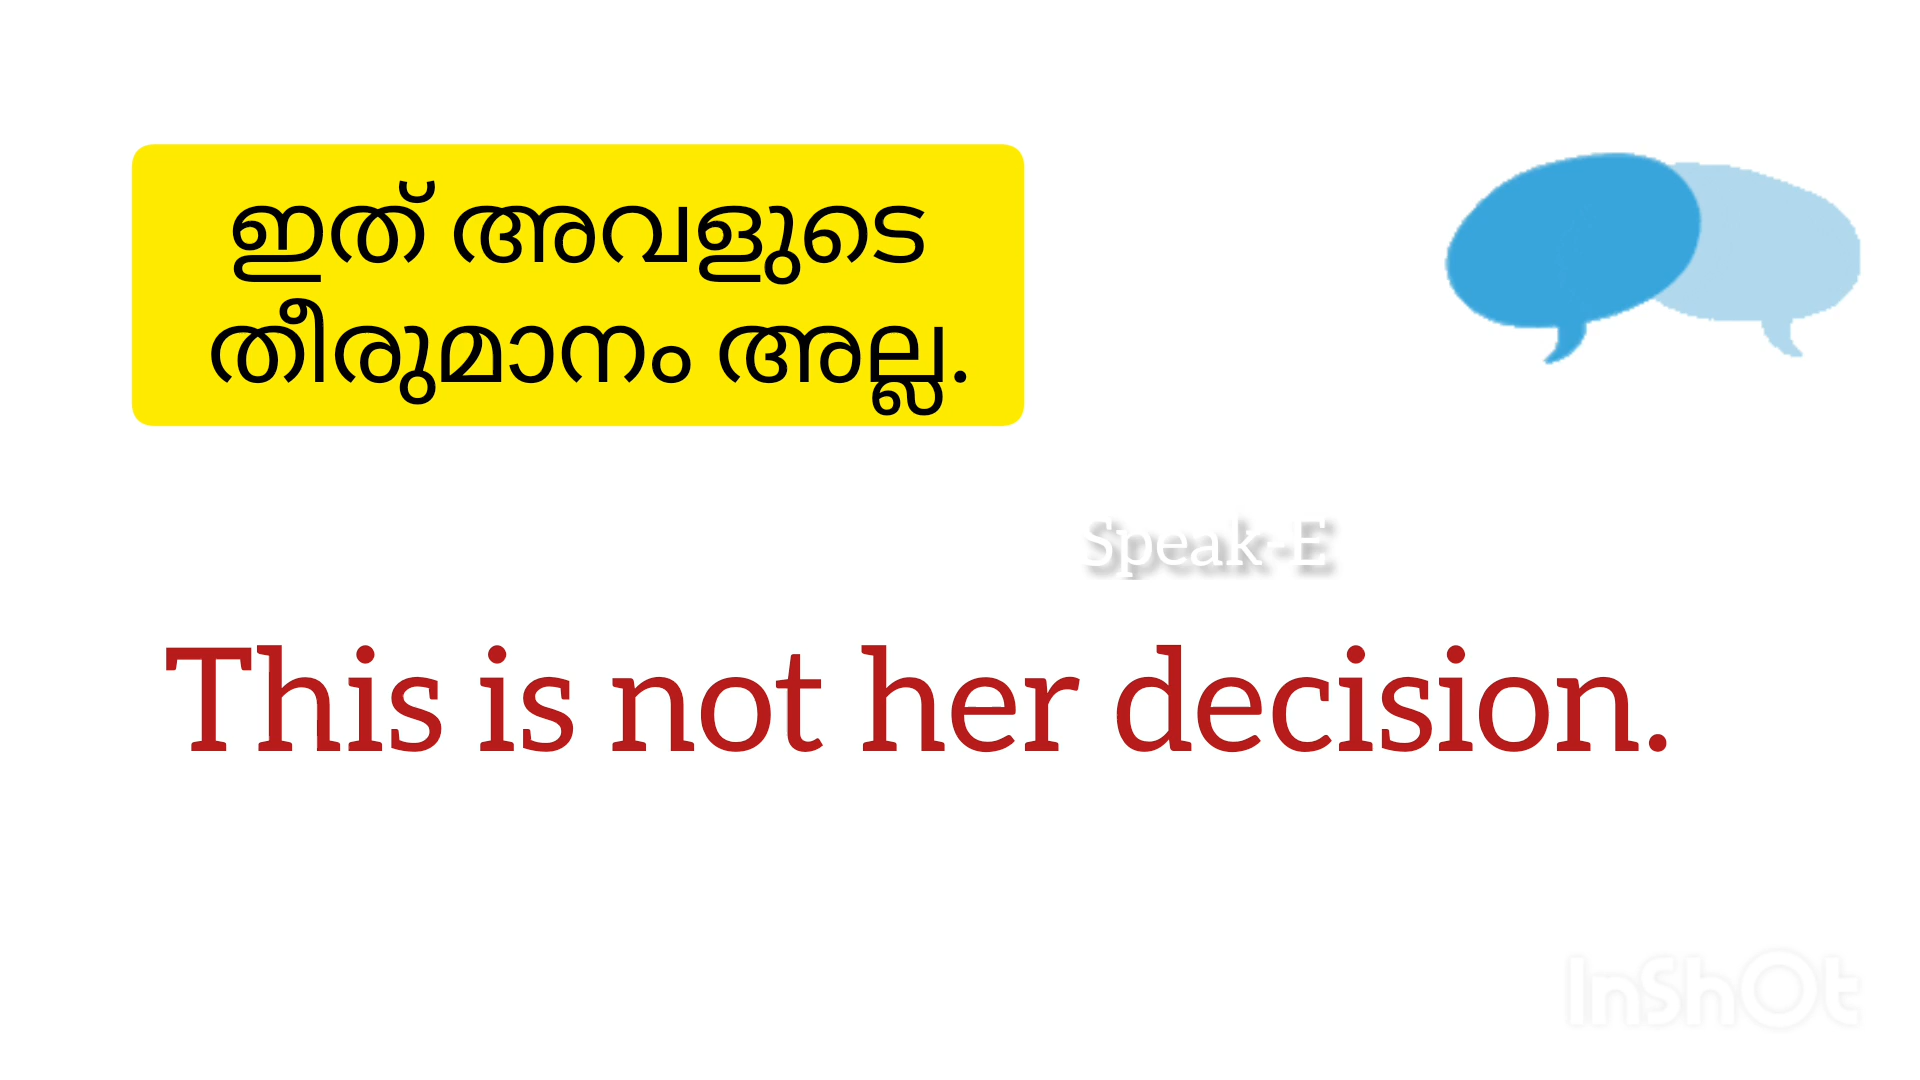 ഇത് അവളുടെ
തീരുമാനം അല്ല.
Speak-E
This is not her decision.
InShOt